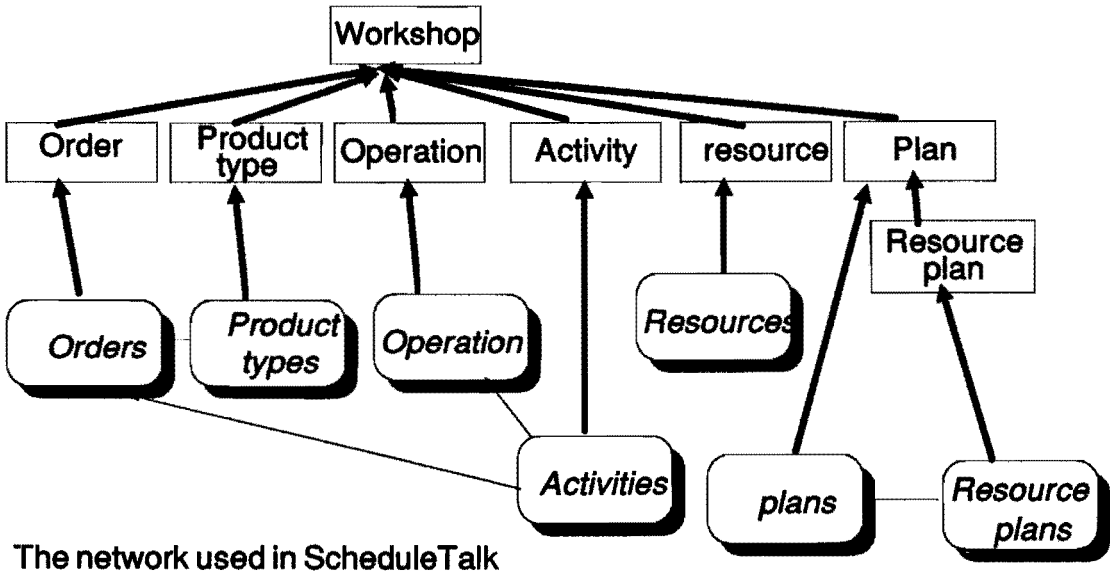 Workshop
Order
Product
type
Operation
Activity
resource
Plan
Resource
plan
Orders
Product
types
Operation
Resources
Activities
plans
Resource
plans
The network used in ScheduleTalk